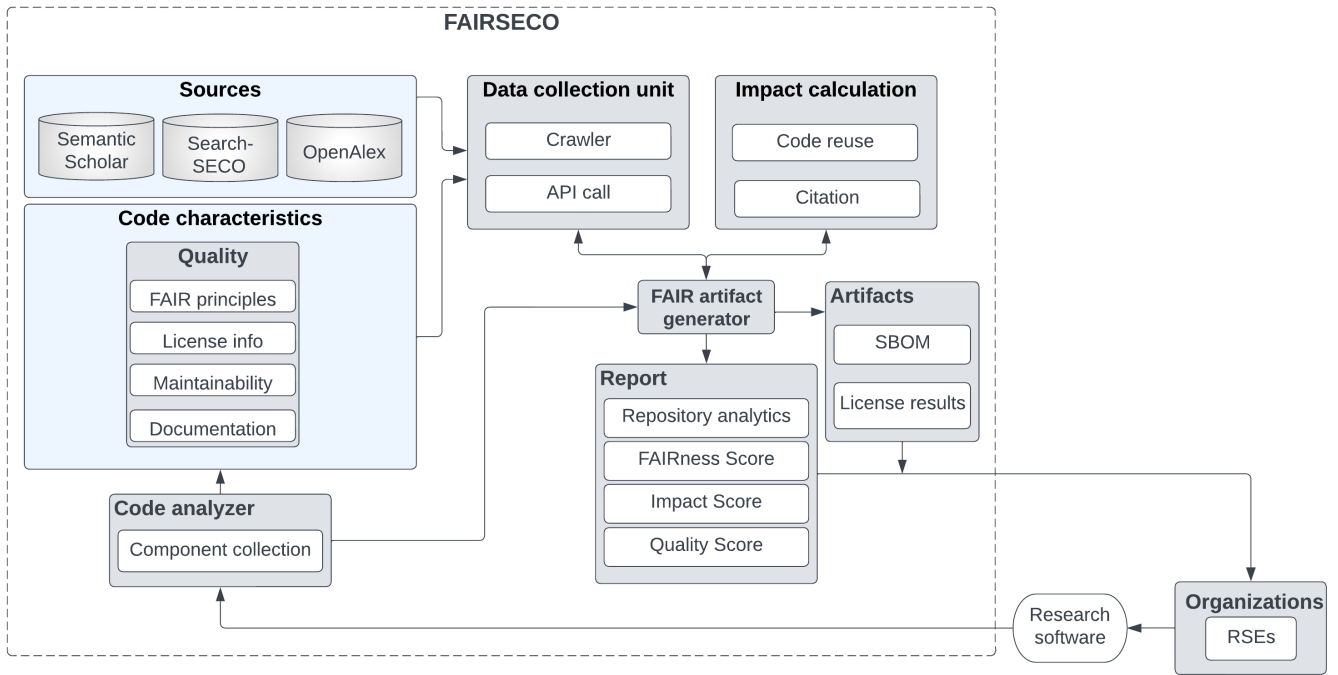 FAIRSECO
Sources
Semantic
Scholar
Search-
SECO
OpenAlex
Data collection unit
Crawler
API call
Impact calculation
Code reuse
Citation
Code characteristics
Quality
FAIR principles
License info
Maintainability
Documentation
FAIR artifact
generator
Artifacts
SBOM
License results
Report
Repository analytics
FAIRness Score
Impact Score
Quality Score
Code analyzer
Component collection
Research
software
Organizations
RSEs